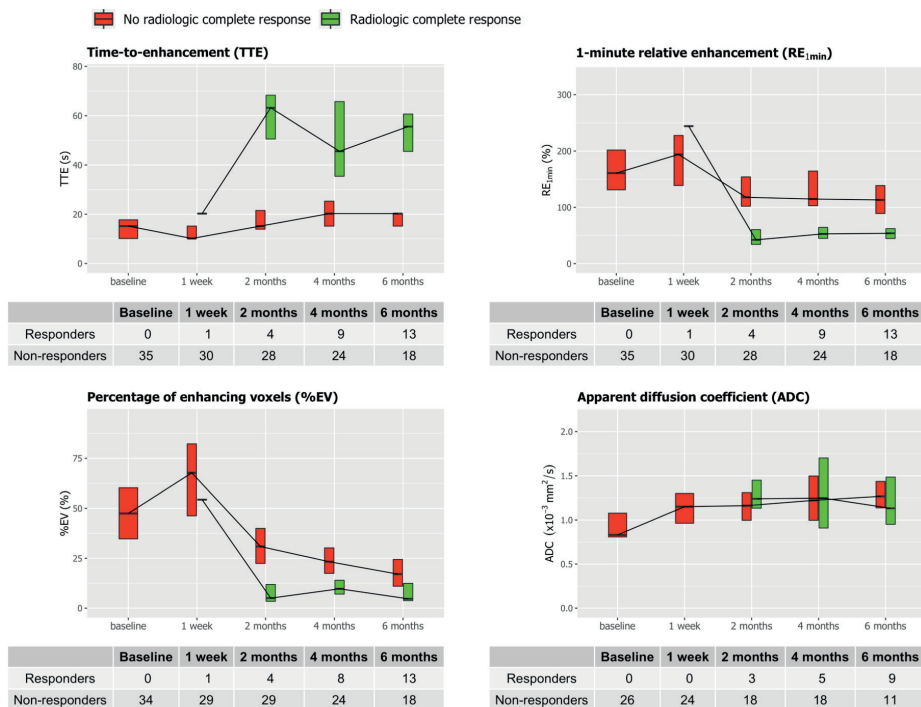 No radiologic complete response Radiologic complete response
Time-to-enhancement (TTE)
80
60
40
20
0
TTE (s)
baseline 1 week 2 months 4 months 6 months
Baseline 1 week 2 months 4 months 6 months
Responders 0 1 4 9 13
Non-responders 35 30 28 24 18
1-minute relative enhancement (RE1min)
300
200
100
0
RE1min (%)
baseline 1 week 2 months 4 months 6 months
Baseline 1 week 2 months 4 months 6 months
Responders 0 1 4 9 13
Non-responders 35 30 28 24 18
Percentage of enhancing voxels (%EV)
75
50
25
0
%EV (%)
baseline 1 week 2 months 4 months 6 months
Baseline 1 week 2 months 4 months 6 months
Responders 0 1 4 8 13
Non-responders 34 29 29 24 18
Apparent diffusion coefficient (ADC)
2.0
1.5
1.0
0.5
0.0
ADC (x10⁻³ mm²/s)
baseline 1 week 2 months 4 months 6 months
Baseline 1 week 2 months 4 months 6 months
Responders 0 0 3 5 9
Non-responders 26 24 18 18 11